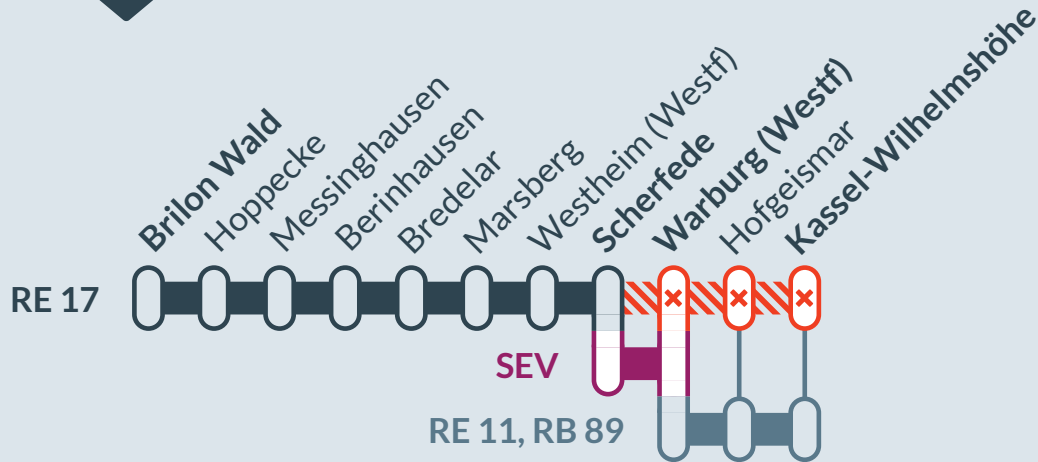 Brilon Wald
Hoppecke
Messinghausen
Berinhausen
Bredelar
Marsberg
Westheim (Westf)
Scherfede
Warburg (Westf)
Hofgeismar
Kassel-Wilhelmshöhe
RE 17
SEV
RE 11, RB 89